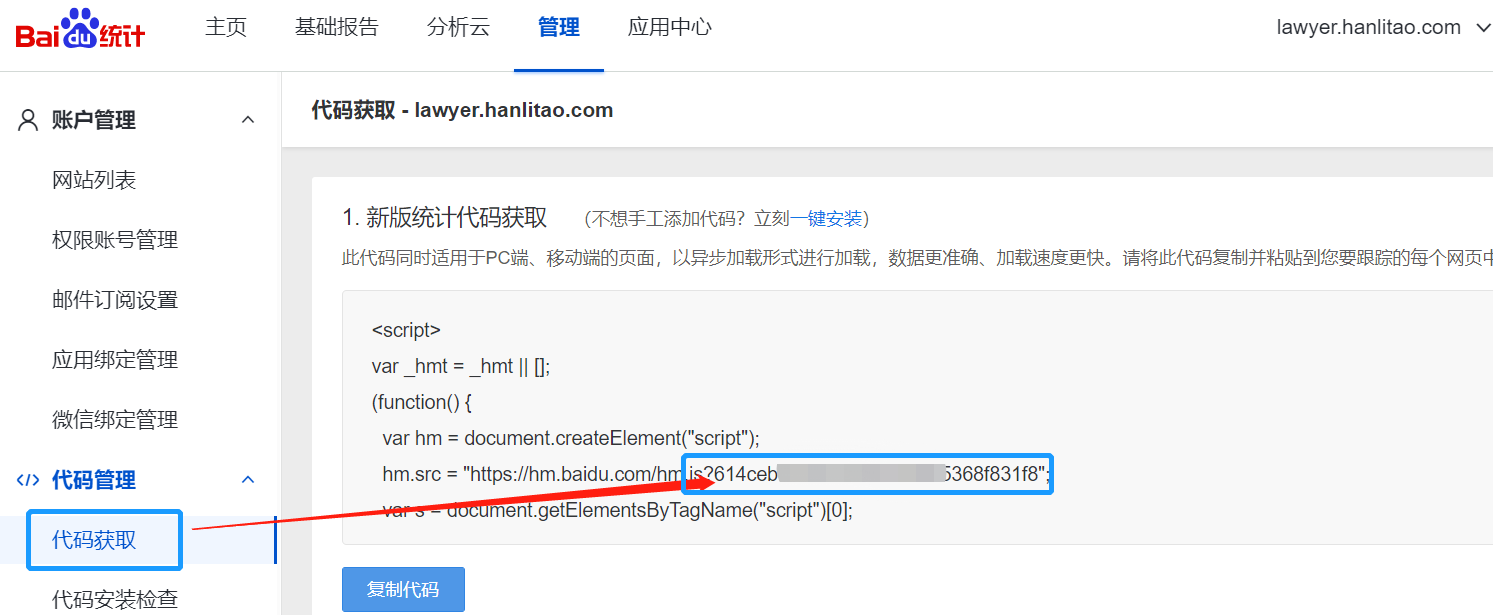 Bai du 统计
主页 基础报告 分析云 管理 应用中心 lawyer.hanlitao.com
账户管理
网站列表
权限账号管理
邮件订阅设置
应用绑定管理
微信绑定管理
代码管理
代码获取
代码安装检查
代码获取 - lawyer.hanlitao.com
1. 新版统计代码获取 （不想手工添加代码？立刻一键安装）
此代码同时适用于PC端、移动端的页面，以异步加载形式进行加载，数据更准确、加载速度更快。请将此代码复制并粘贴到您要跟踪的每个网页中
<script>
var _hmt = _hmt || [];
(function() {
var hm = document.createElement("script");
hm.src = "https://hm.baidu.com/hm.js?614ceb 5368f831f8";
var s = document.getElementsByTagName("script")[0];
复制代码